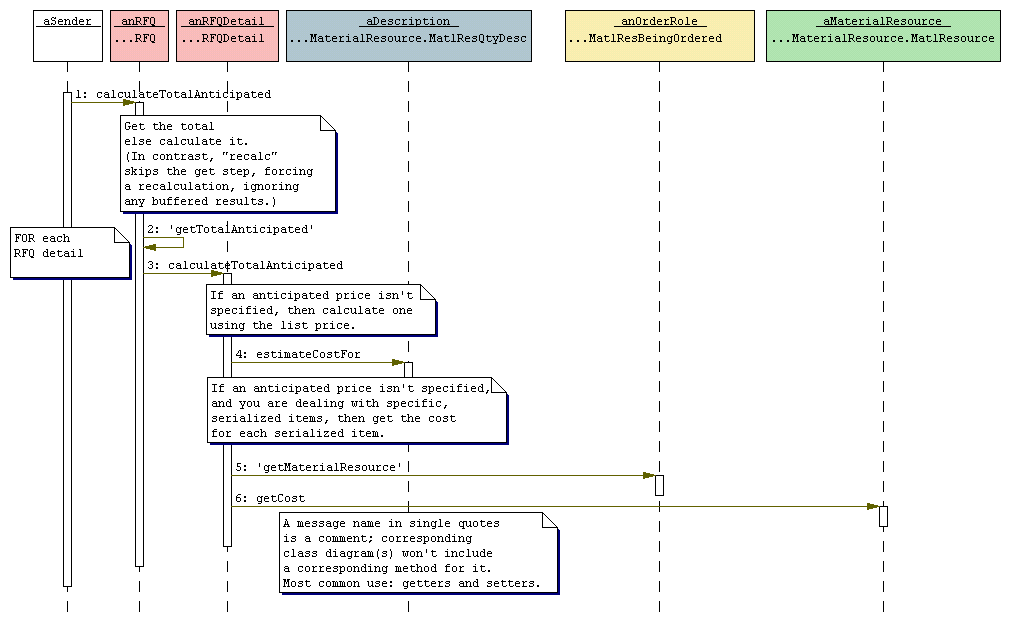 aSender
anRFQ
...RFQ
anRFQDetail
...RFQDetail
aDescription
...MaterialResource.MatlResQtyDesc
anOrderRole
...MatlResBeingOrdered
aMaterialResource
...MaterialResource.MatlResource
1: calculateTotalAnticipated
Get the total
else calculate it.
(In contrast, "recalc"
skips the get step, forcing
a recalculation, ignoring
any buffered results.)
2: 'getTotalAnticipated'
FOR each
RFQ detail
3: calculateTotalAnticipated
If an anticipated price isn't
specified, then calculate one
using the list price.
4: estimateCostFor
If an anticipated price isn't specified,
and you are dealing with specific,
serialized items, then get the cost
for each serialized item.
5: 'getMaterialResource'
6: getCost
A message name in single quotes
is a comment; corresponding
class diagram(s) won't include
a corresponding method for it.
Most common use: getters and setters.